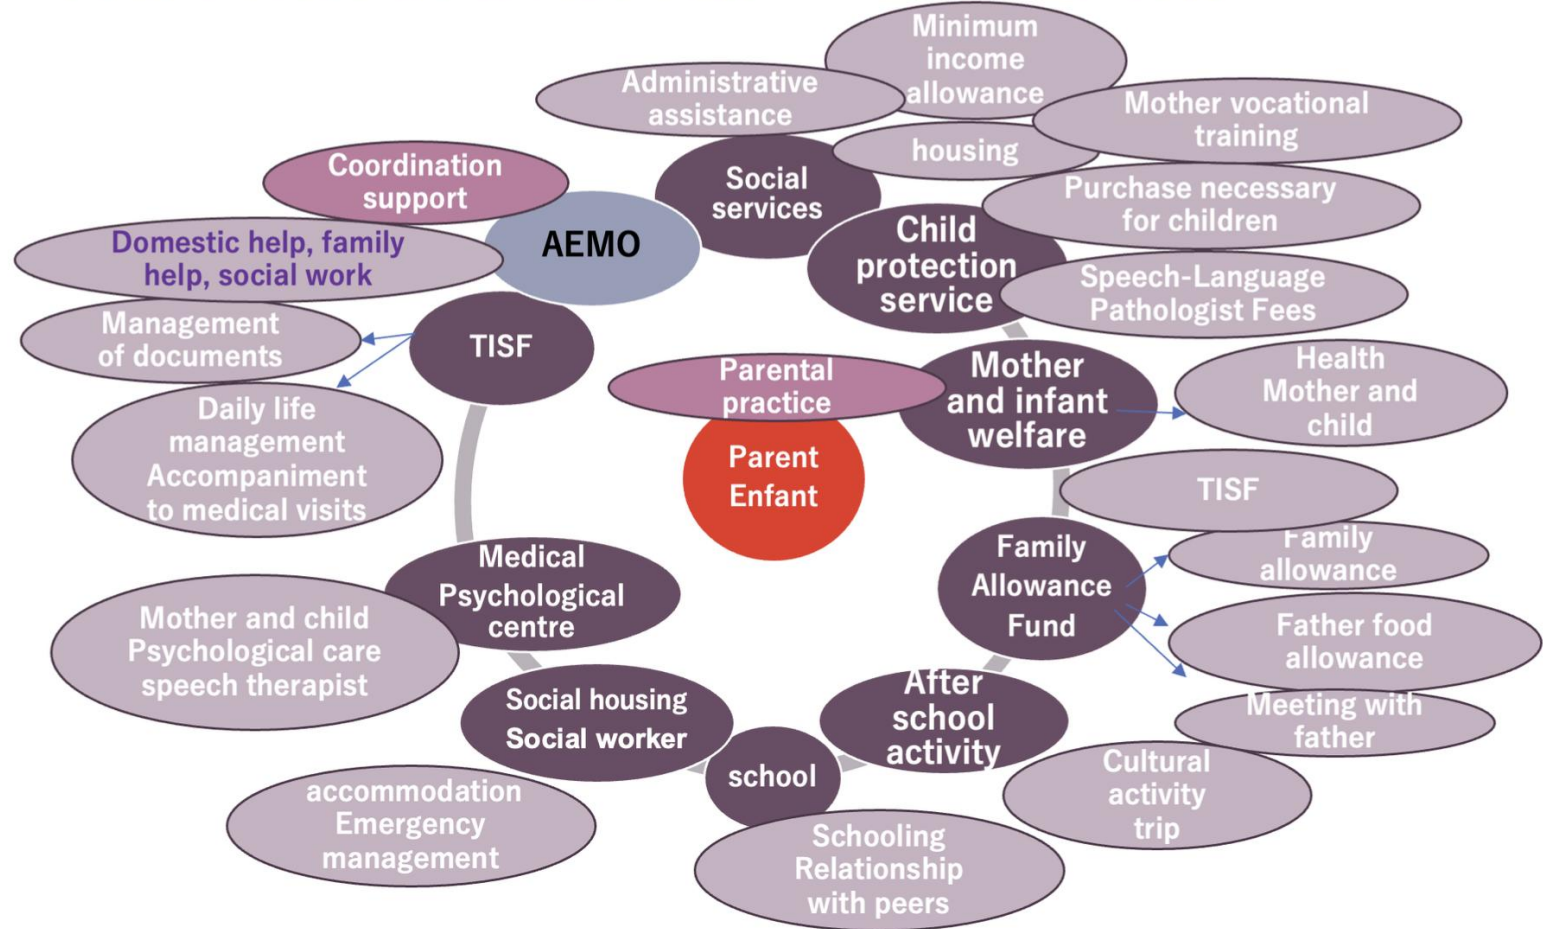 Minimum
income
allowance
Administrative
assistance
Mother vocational
training
housing
Coordination
support
Social
services
Purchase necessary
for children
AEMO
Child
protection
service
Domestic help, family
help, social work
Speech-Language
Pathologist Fees
Management
of documents
TISF
Parental
practice
Mother
and infant
welfare
Health
Mother and
child
Daily life
management
Accompaniment
to medical visits
Parent
Enfant
TISF
Medical
Psychological
centre
Family
Allowance
Fund
Family
allowance
Mother and child
Psychological care
speech therapist
Father food
allowance
Social housing
Social worker
After
school
activity
Meeting with
father
school
Cultural
activity
trip
accommodation
Emergency
management
Schooling
Relationship
with peers